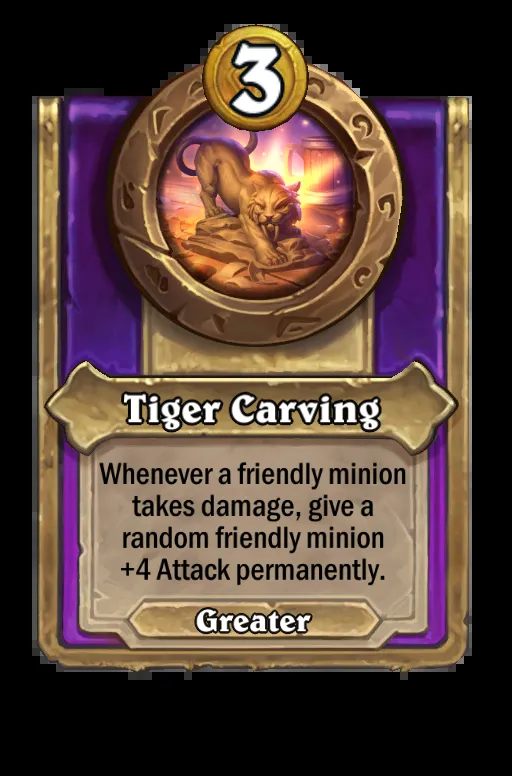 3
Tiger Carving
Whenever a friendly minion
takes damage, give a
random friendly minion
+4 Attack permanently.
Greater